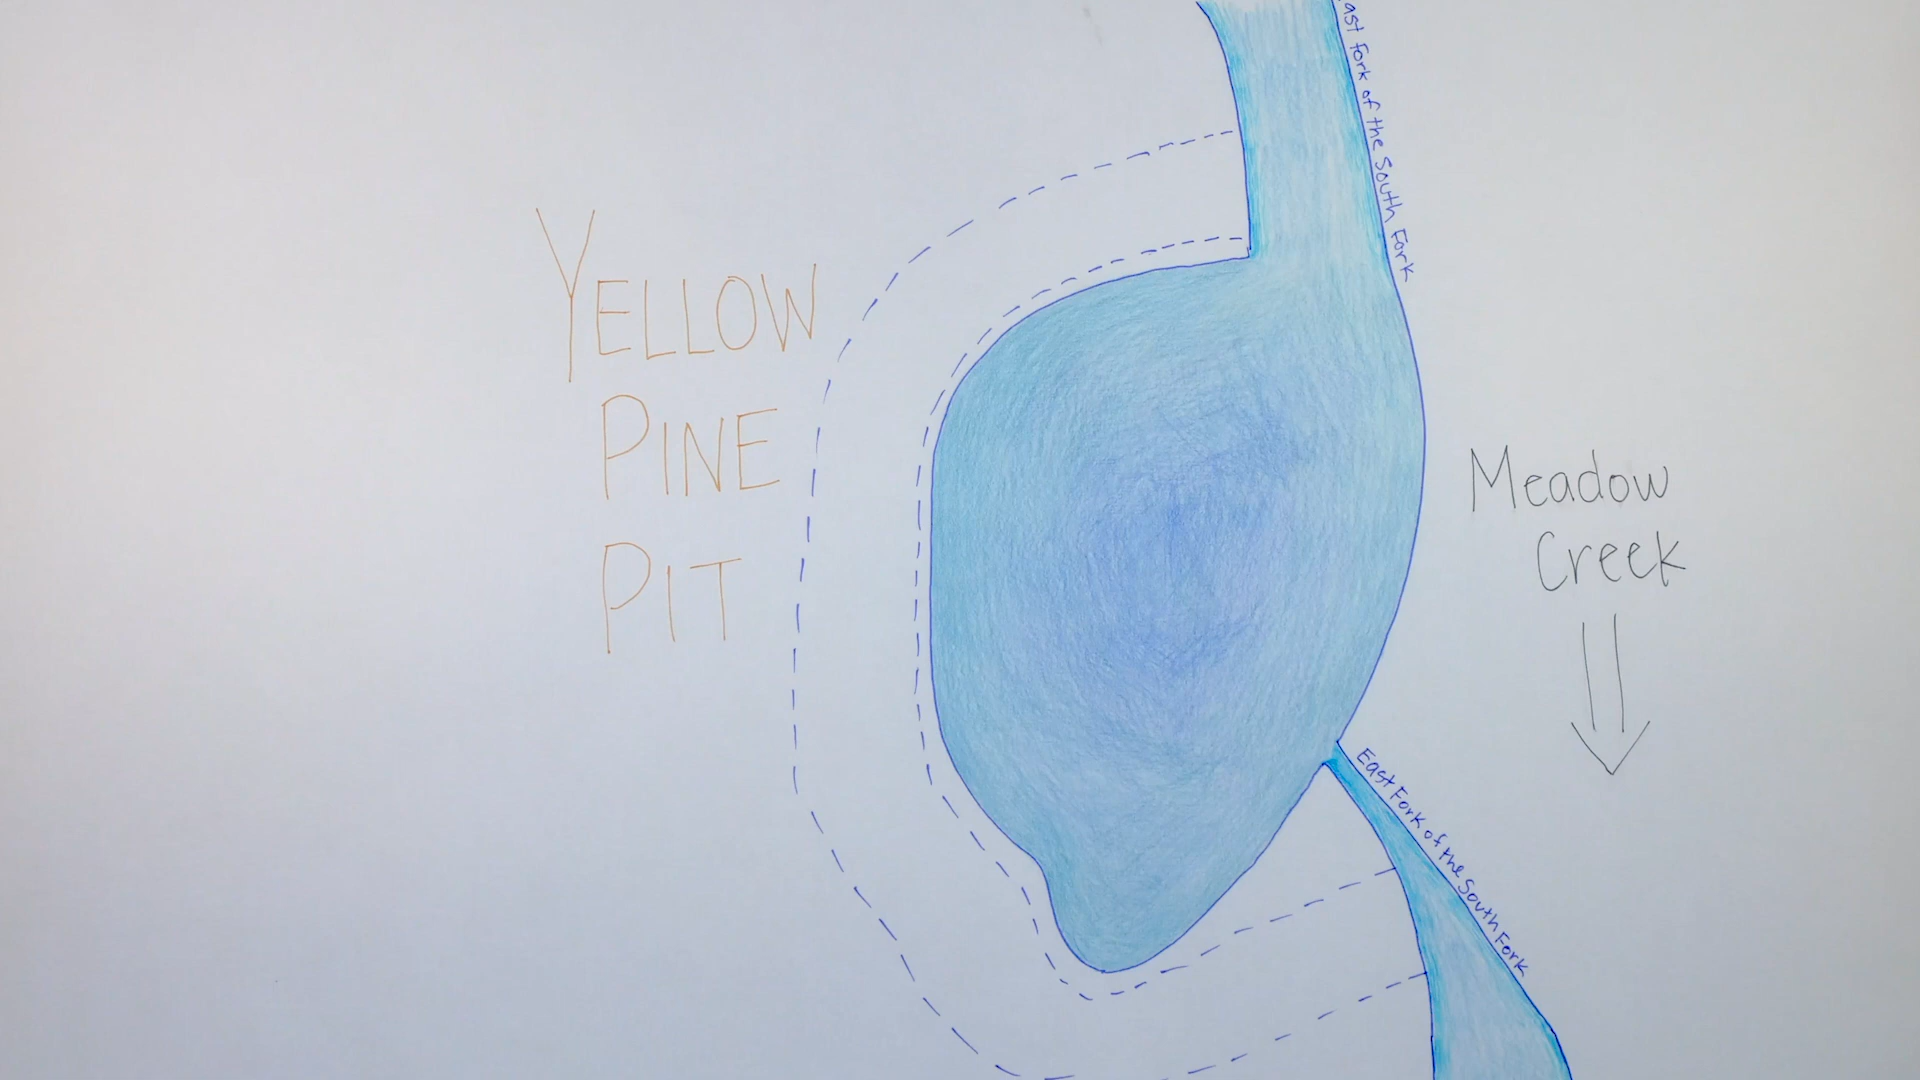 East Fork of the South Fork
YELLOW
PINE
PIT
Meadow
Creek
East Fork of the South Fork